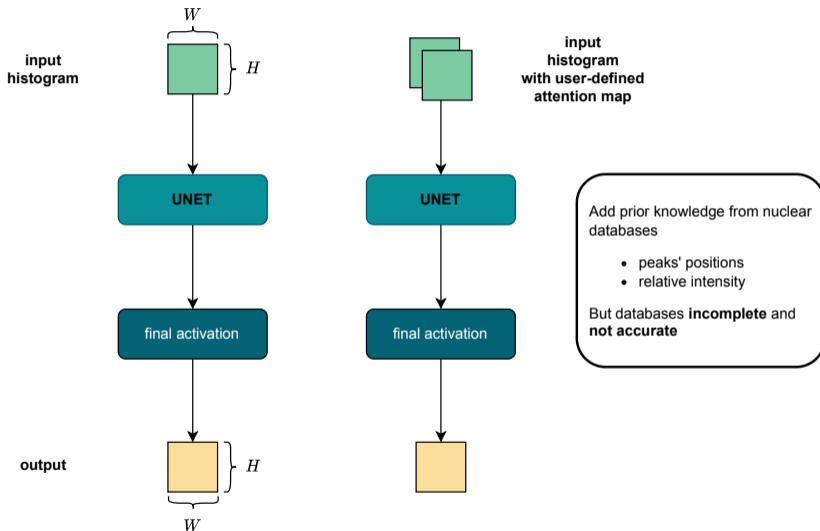 W
input
histogram
H
UNET
final activation
output
H
W
input
histogram
with user-defined
attention map
UNET
final activation
Add prior knowledge from nuclear
databases
• peaks' positions
• relative intensity
But databases incomplete and
not accurate